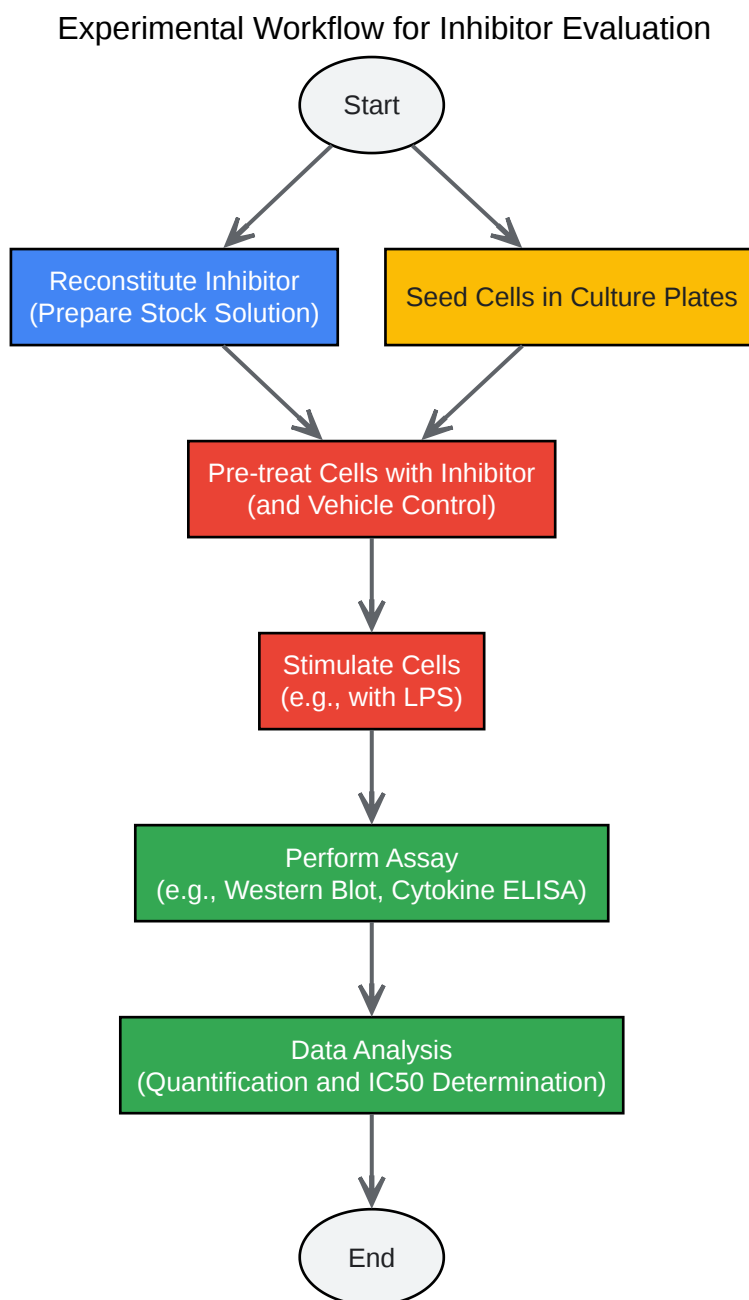 Experimental Workflow for Inhibitor Evaluation
Start
Reconstitute Inhibitor
(Prepare Stock Solution)
Seed Cells in Culture Plates
Pre-treat Cells with Inhibitor
(and Vehicle Control)
Stimulate Cells
(e.g., with LPS)
Perform Assay
(e.g., Western Blot, Cytokine ELISA)
Data Analysis
(Quantification and IC50 Determination)
End